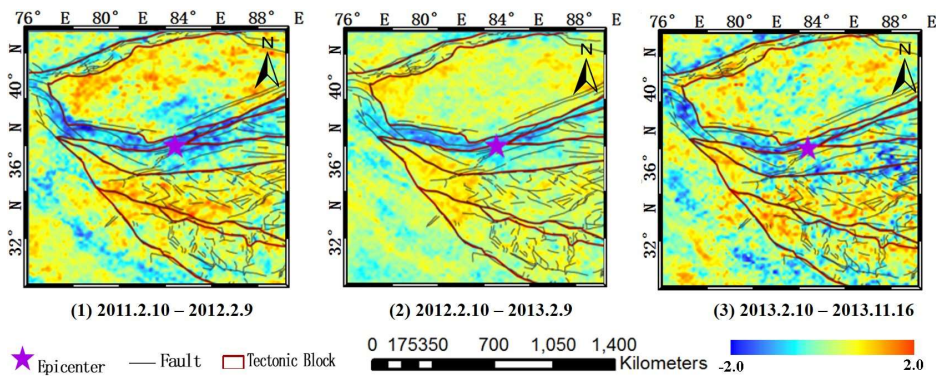 76° E 80° E 84° E 88° E
76° E 80° E 84° E 88° E
76° E 80° E 84° E 88° E
N
40° N
36° N
32° N
N
40° N
36° N
32° N
N
40° N
36° N
32° N
(1) 2011.2.10 – 2012.2.9
(2) 2012.2.10 – 2013.2.9
(3) 2013.2.10 – 2013.11.16
Epicenter
Fault
Tectonic Block
0 175350 700 1,050 1,400
Kilometers
-2.0 2.0